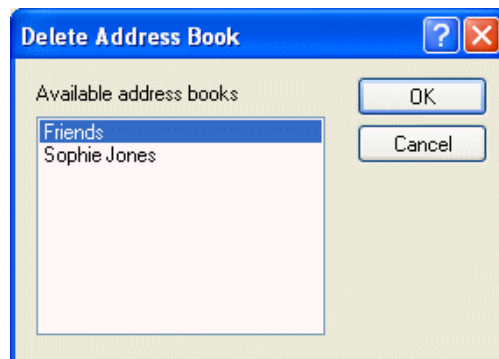 Delete Address Book
?
Available address books
OK
Friends
Cancel
Sophie Jones